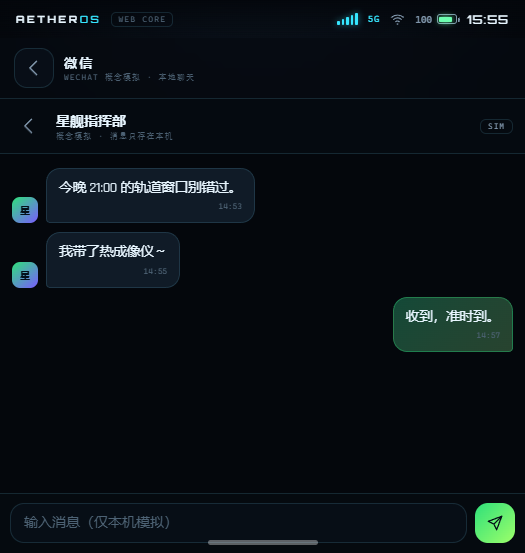 AETHEROS WEB CORE 5G 100 15:55
微信
WECHAT 概念模拟 · 本地聊天
星舰指挥部
概念模拟 · 消息只存在本机
SIM
今晚 21:00 的轨道窗口别错过。
14:53
星
我带了热成像仪～
14:55
星
收到，准时到。
14:57
输入消息（仅本机模拟）